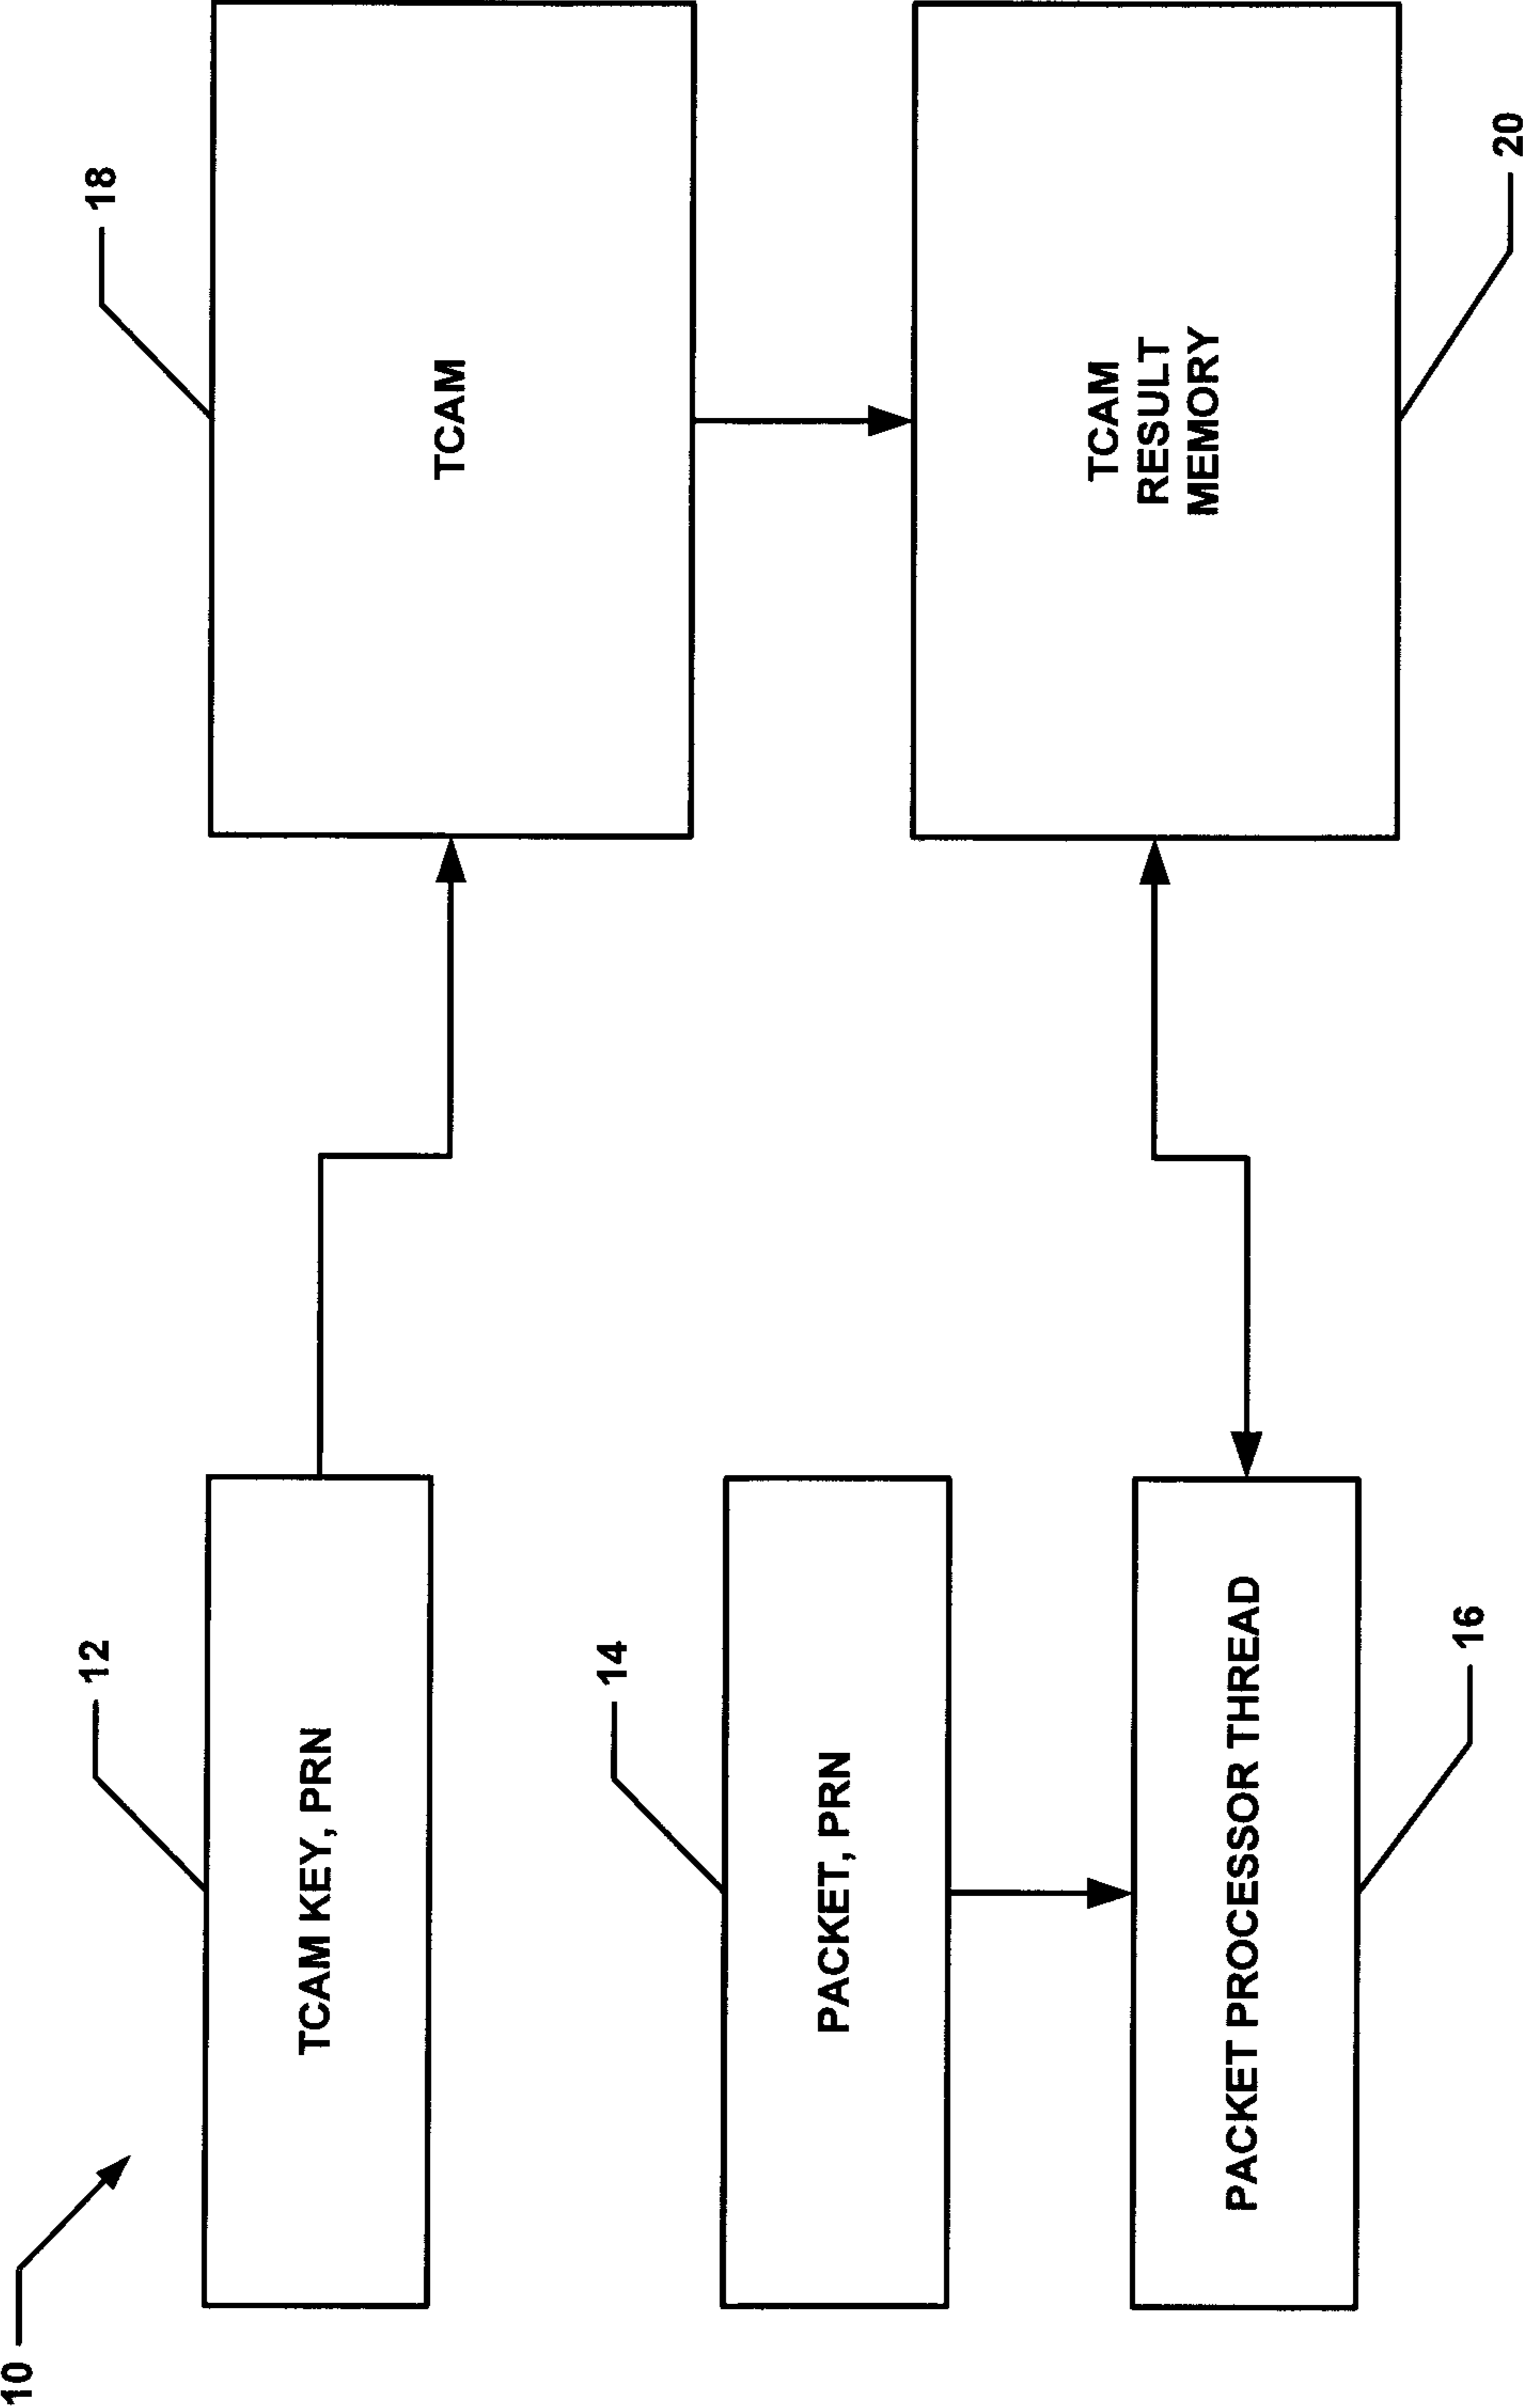 10
12
TCAM KEY, PRN
14
PACKET, PRN
PACKET PROCESSOR THREAD
16
18
TCAM
TCAM
RESULT
MEMORY
20